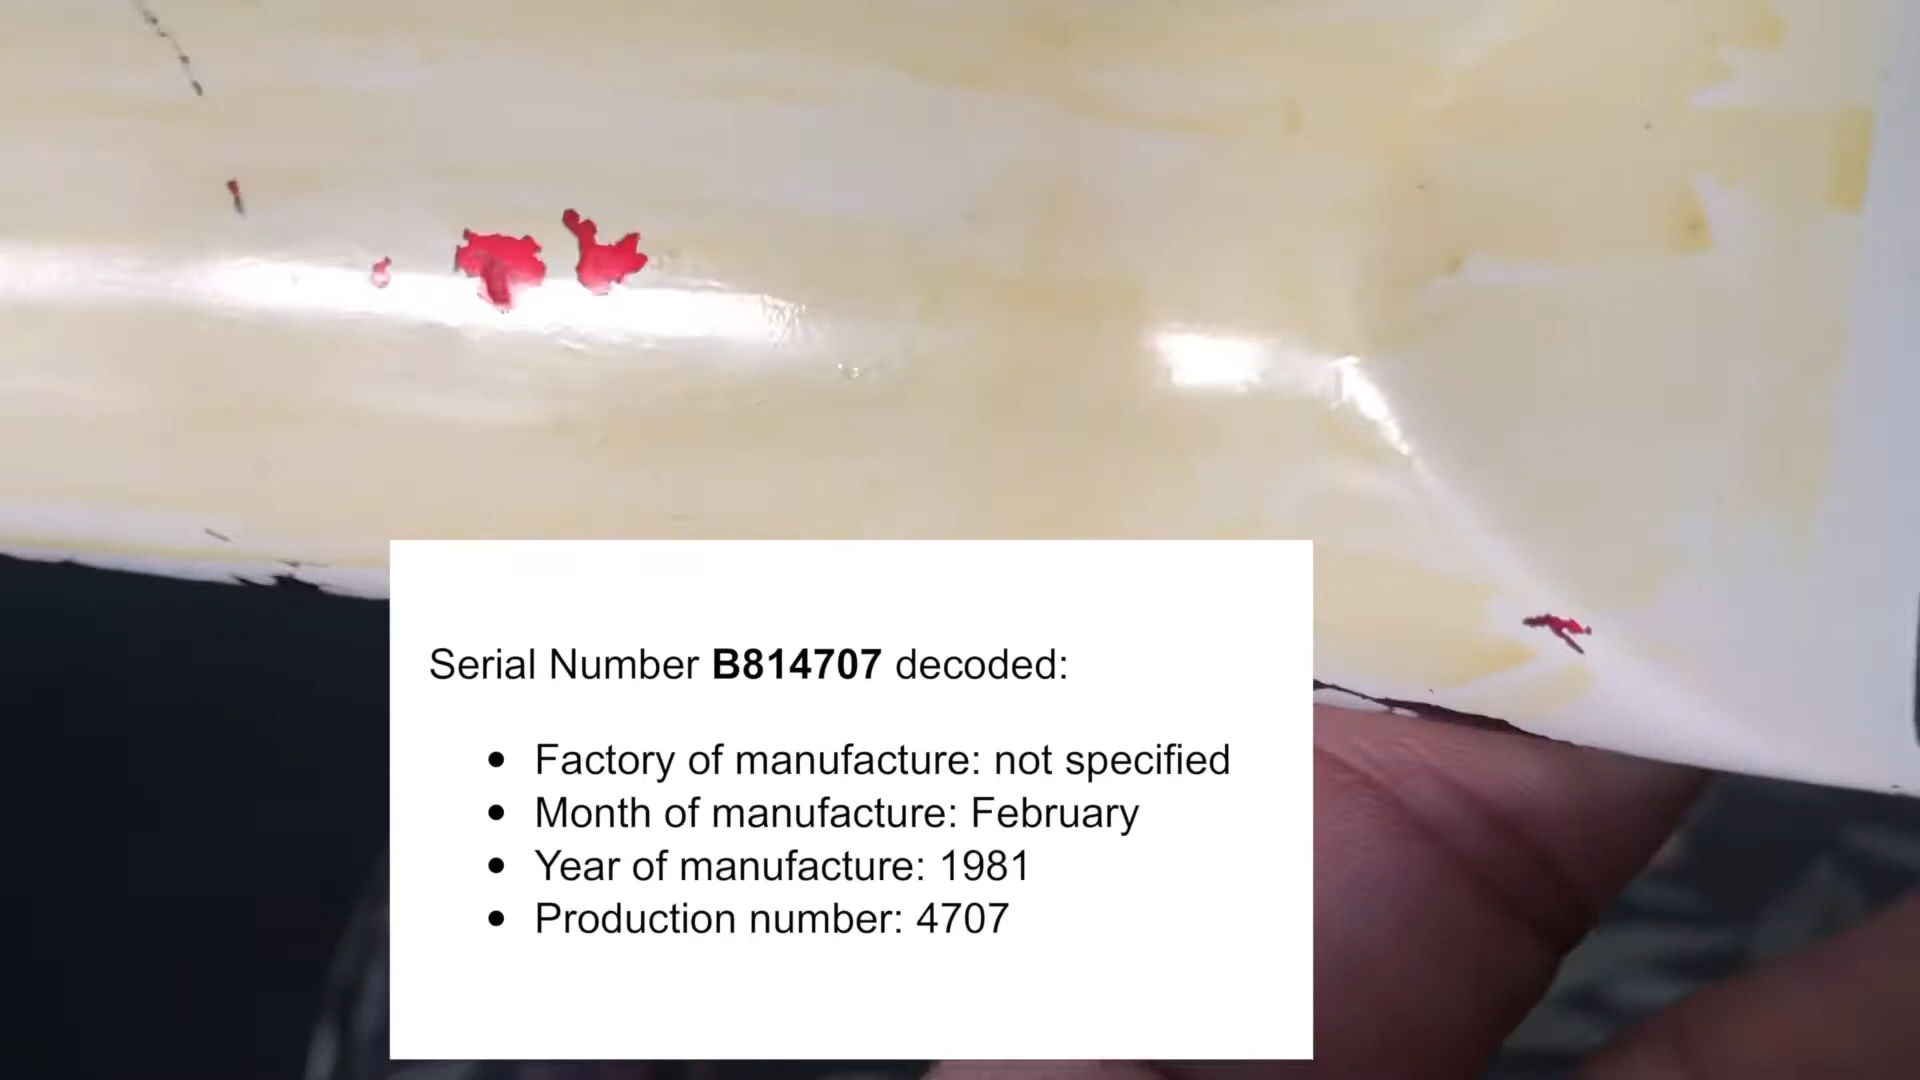 Serial Number B814707 decoded:
• Factory of manufacture: not specified
• Month of manufacture: February
• Year of manufacture: 1981
• Production number: 4707